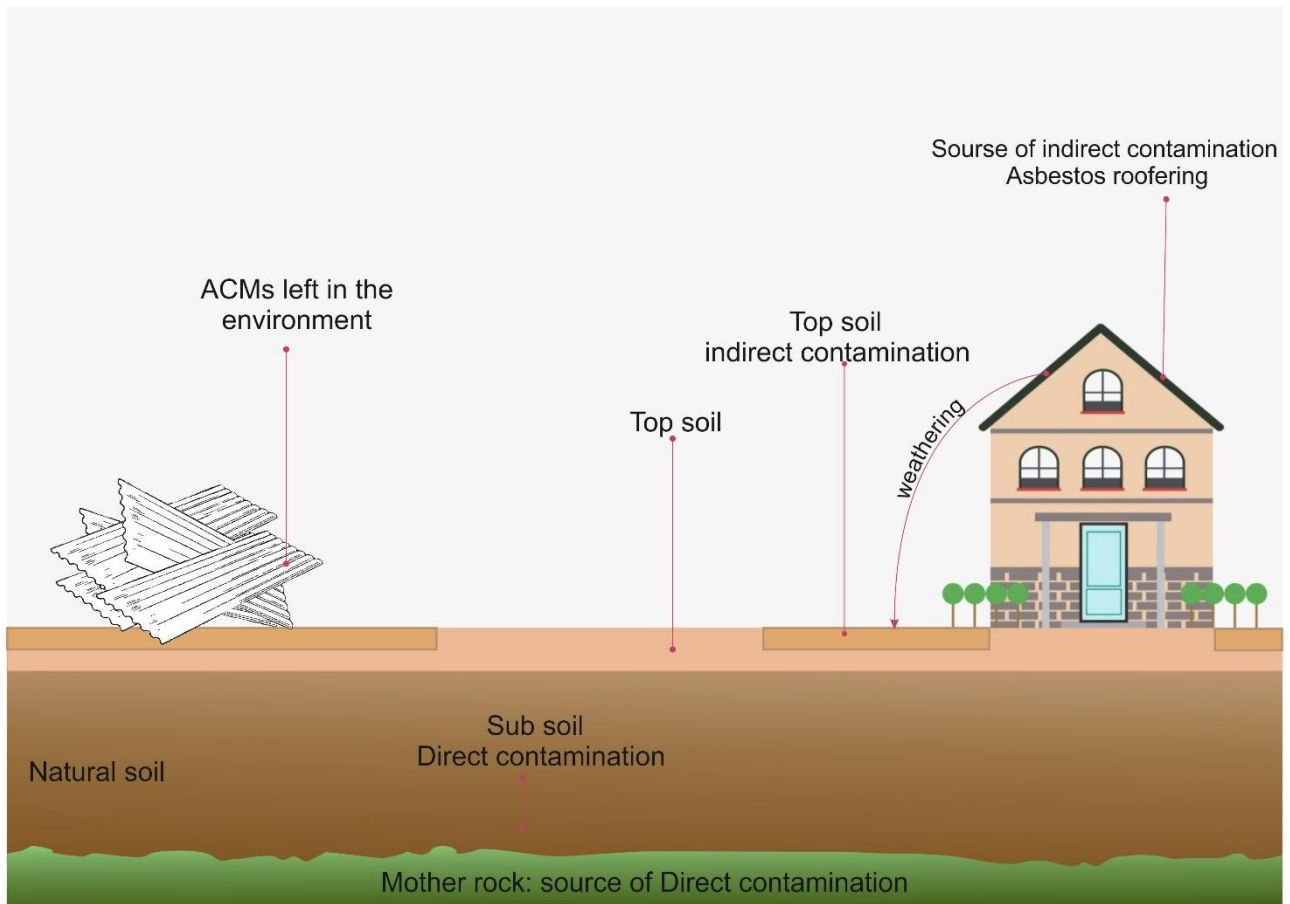 Sourse of indirect contamination
Asbestos roofering
ACMs left in the
environment
Top soil
indirect contamination
weathering
Top soil
Sub soil
Direct contamination
Natural soil
Mother rock: source of Direct contamination